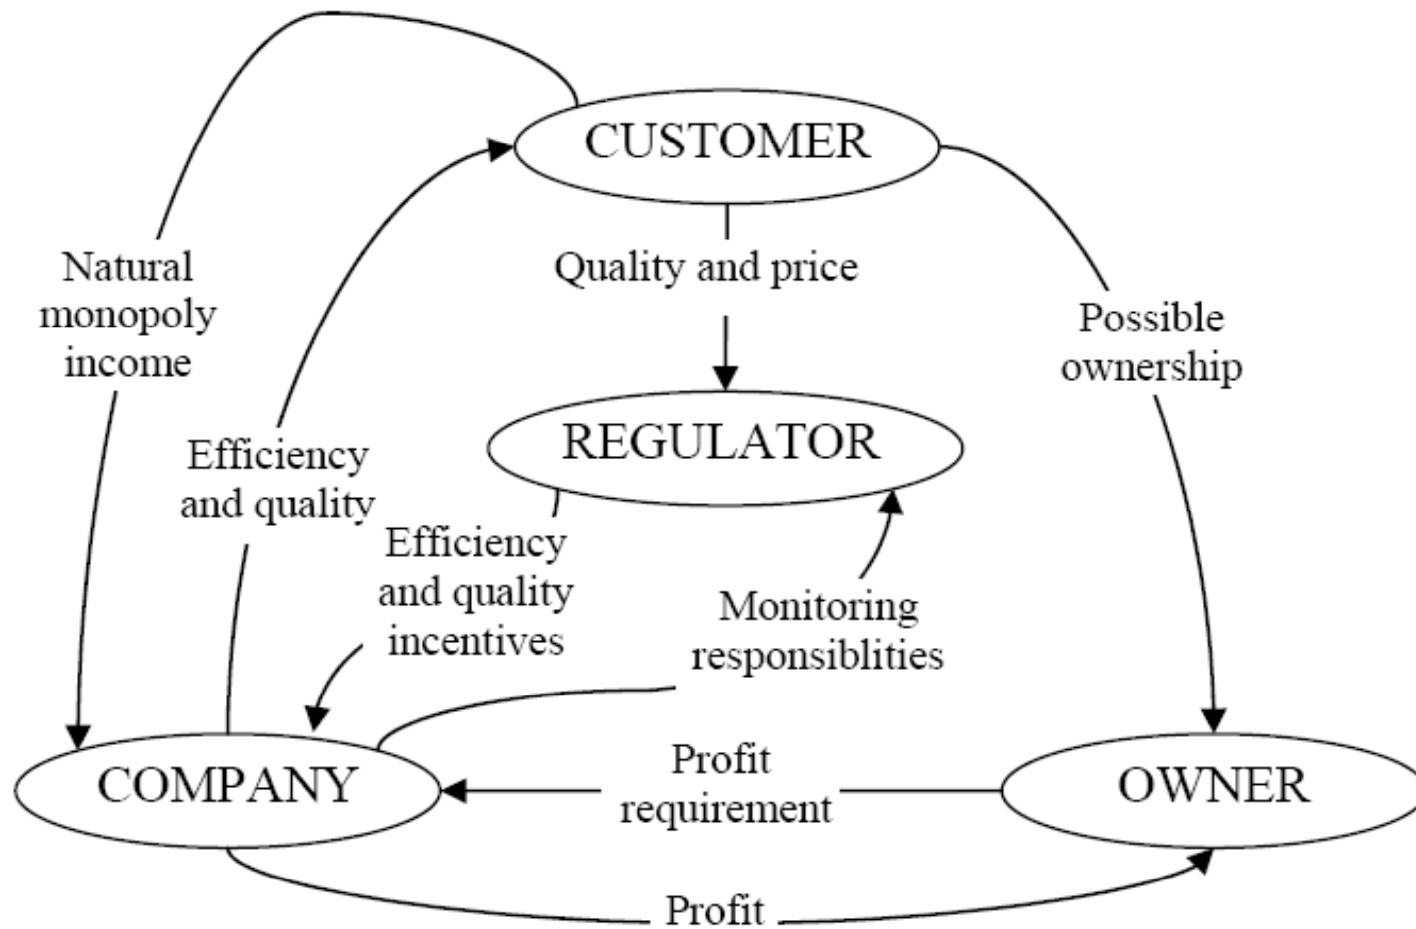 CUSTOMER
Natural
monopoly
income
Quality and price
Possible
ownership
Efficiency
and quality
REGULATOR
Efficiency
and quality
incentives
Monitoring
responsiblities
COMPANY
Profit
requirement
OWNER
Profit